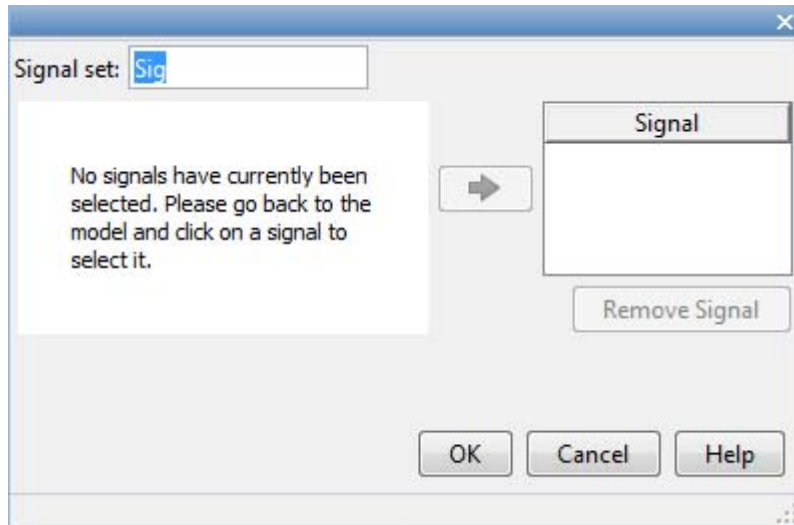 Signal set: Sig
Signal
No signals have currently been
selected. Please go back to the
model and click on a signal to
select it.
Remove Signal
OK Cancel Help